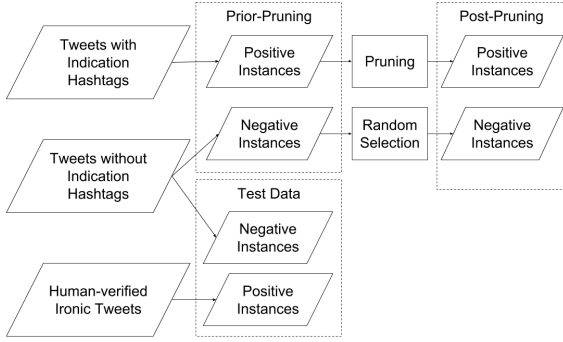 Prior-Pruning
Post-Pruning
Tweets with
Indication
Hashtags
Positive
Instances
Pruning
Positive
Instances
Tweets without
Indication
Hashtags
Negative
Instances
Random
Selection
Negative
Instances
Test Data
Negative
Instances
Human-verified
Ironic Tweets
Positive
Instances